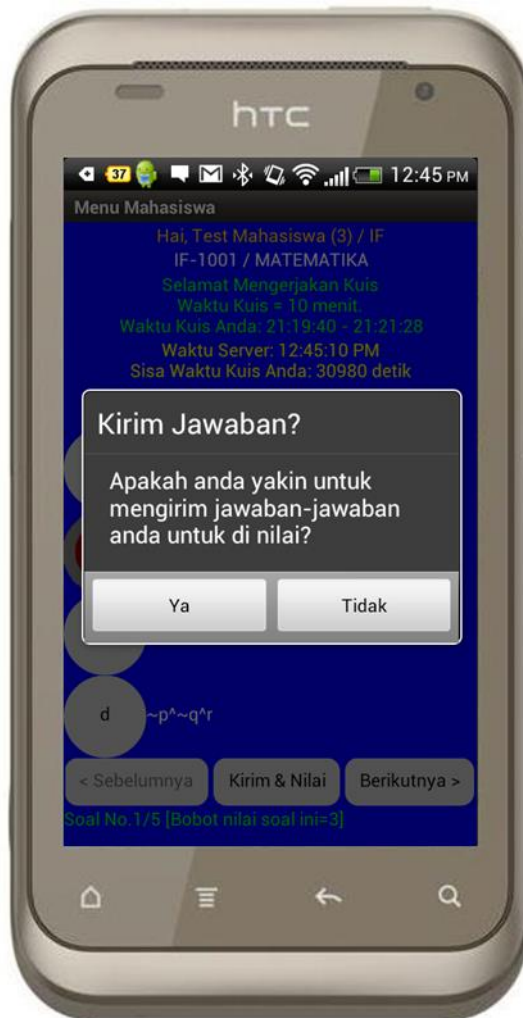 hTC
37
12:45 PM
Menu Mahasiswa
Hai, Test Mahasiswa (3) / IF
IF-1001 / MATEMATIKA
Selamat Mengerjakan Kuis
Waktu Kuis = 10 menit.
Waktu Kuis Anda: 21:19:40 - 21:21:28
Waktu Server: 12:45:10 PM
Sisa Waktu Kuis Anda: 30980 detik
Kirim Jawaban?
Apakah anda yakin untuk
mengirim jawaban-jawaban
anda untuk di nilai?
Ya Tidak
d ~p^~q^r
< Sebelumnya Kirim & Nilai Berikutnya >
Soal No.1/5 [Bobot nilai soal ini=3]